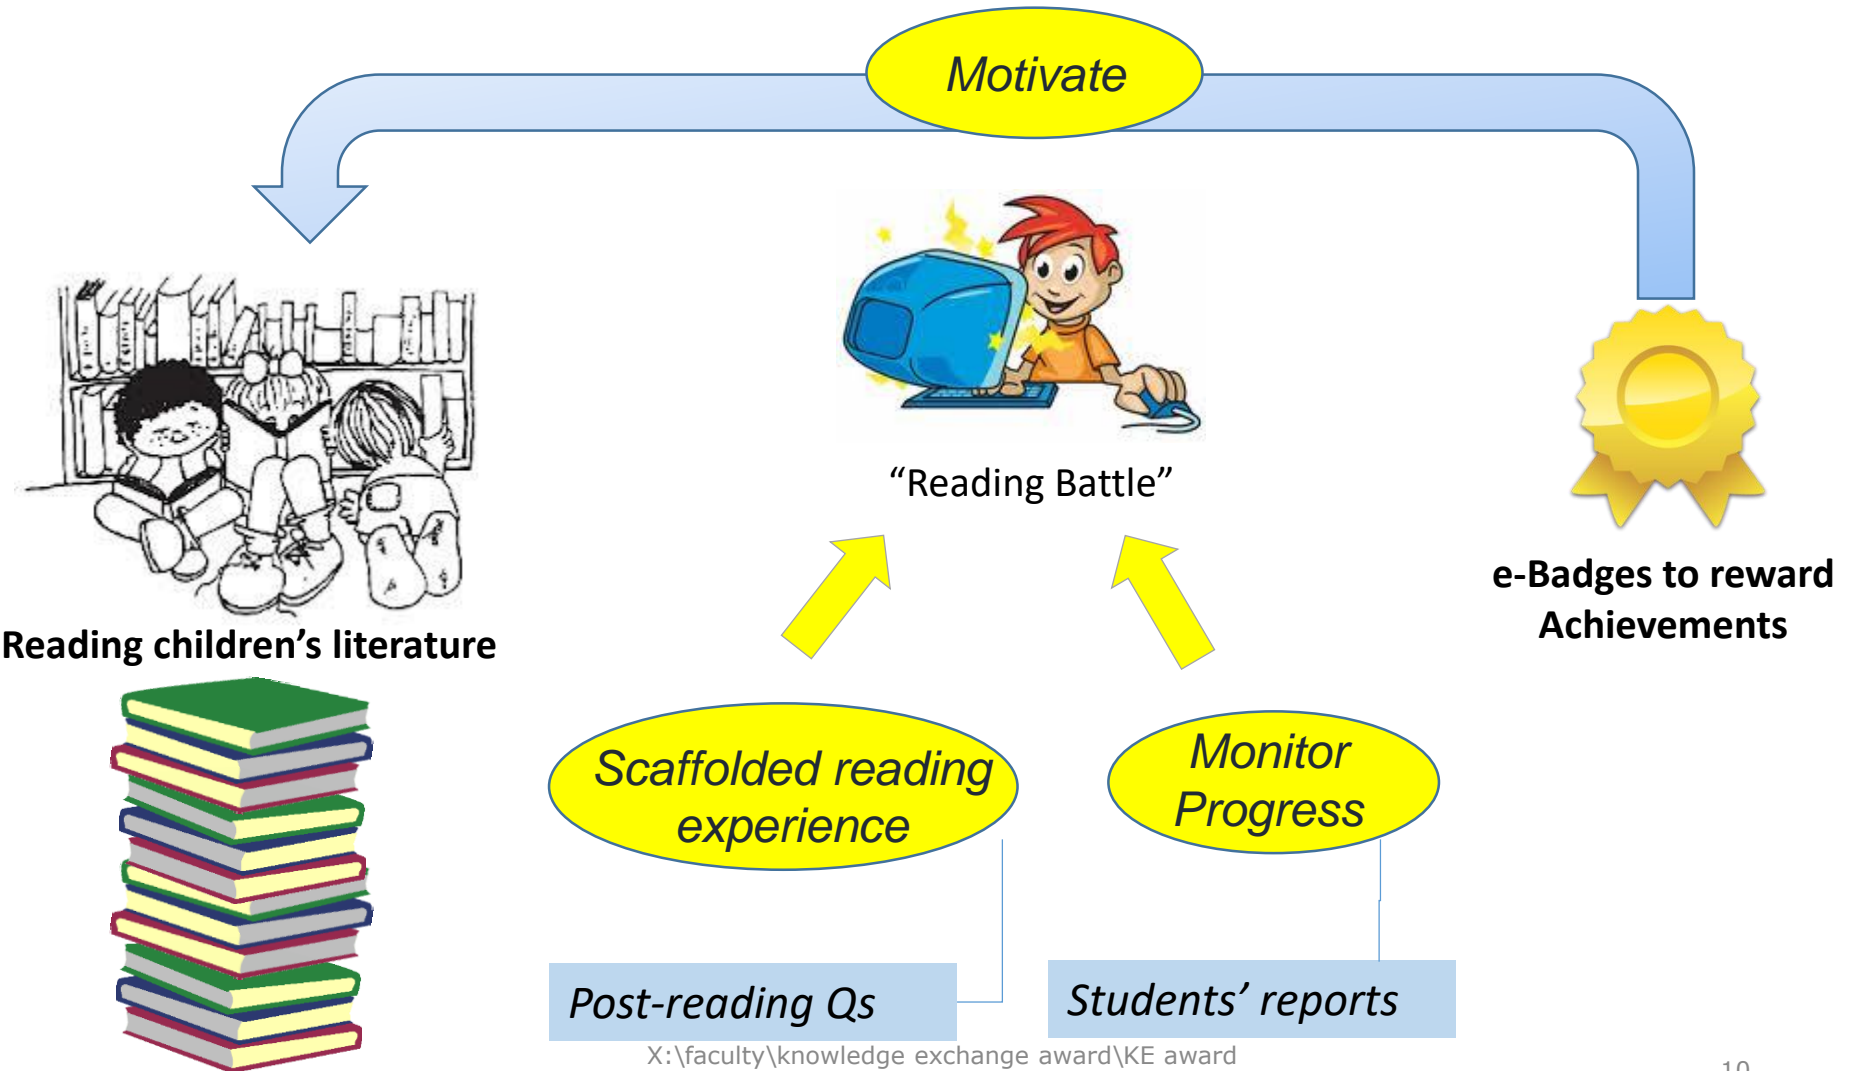 Motivate
“Reading Battle”
e-Badges to reward
Achievements
Reading children’s literature
Scaffolded reading
experience
Monitor
Progress
Post-reading Qs
Students’ reports
X:\faculty\knowledge exchange award\KE award
10